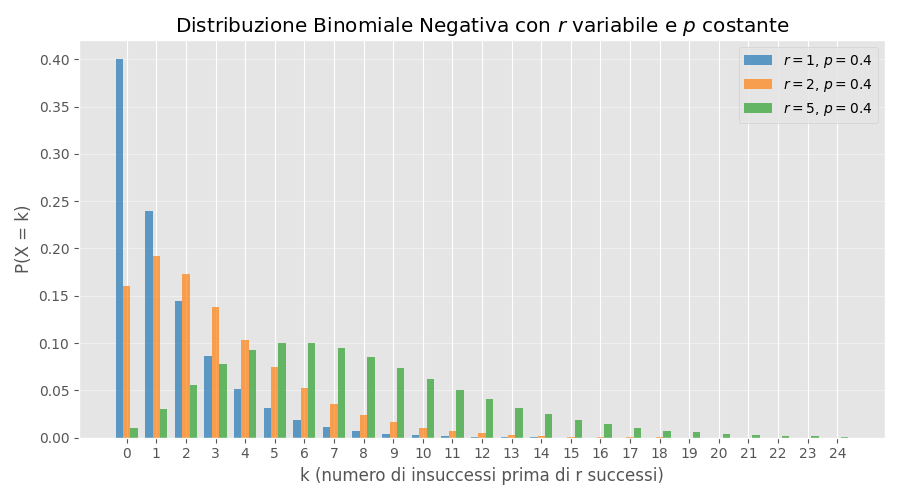 Distribuzione Binomiale Negativa con r variabile e p costante
r = 1, p = 0.4
r = 2, p = 0.4
r = 5, p = 0.4
P(X = k)
0.40
0.35
0.30
0.25
0.20
0.15
0.10
0.05
0.00
0 1 2 3 4 5 6 7 8 9 10 11 12 13 14 15 16 17 18 19 20 21 22 23 24
k (numero di insuccessi prima di r successi)